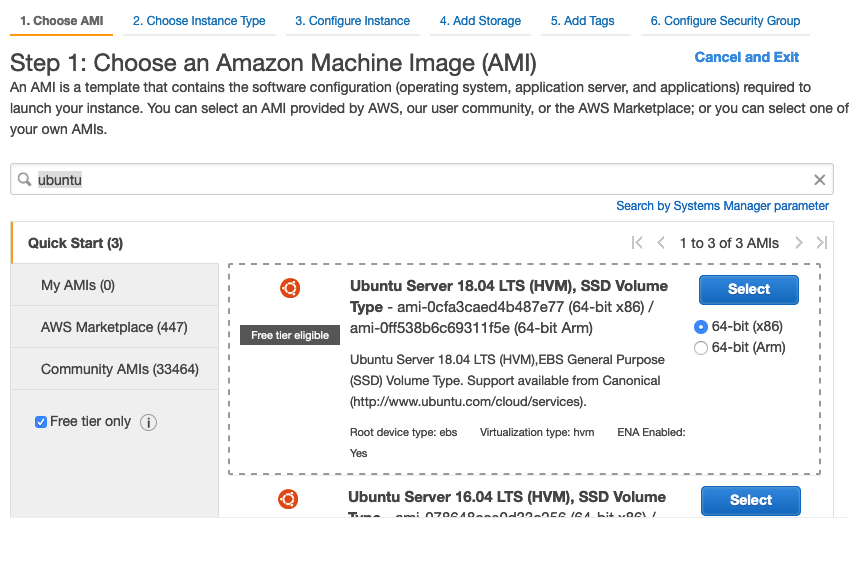 1. Choose AMI 2. Choose Instance Type 3. Configure Instance 4. Add Storage 5. Add Tags 6. Configure Security Group
Step 1: Choose an Amazon Machine Image (AMI) Cancel and Exit
An AMI is a template that contains the software configuration (operating system, application server, and applications) required to
launch your instance. You can select an AMI provided by AWS, our user community, or the AWS Marketplace; or you can select one of
your own AMIs.
ubuntu
Search by Systems Manager parameter
Quick Start (3)
1 to 3 of 3 AMIs
My AMIs (0)
AWS Marketplace (447)
Community AMIs (33464)
Free tier only
Free tier eligible
Ubuntu Server 18.04 LTS (HVM), SSD Volume
Type - ami-0cfa3caed4b487e77 (64-bit x86) /
ami-0ff538b6c69311f5e (64-bit Arm)
Ubuntu Server 18.04 LTS (HVM),EBS General Purpose
(SSD) Volume Type. Support available from Canonical
(http://www.ubuntu.com/cloud/services).
Root device type: ebs Virtualization type: hvm ENA Enabled:
Yes
Select
64-bit (x86)
64-bit (Arm)
Ubuntu Server 16.04 LTS (HVM), SSD Volume
Type - (64-bit x86) /
Select